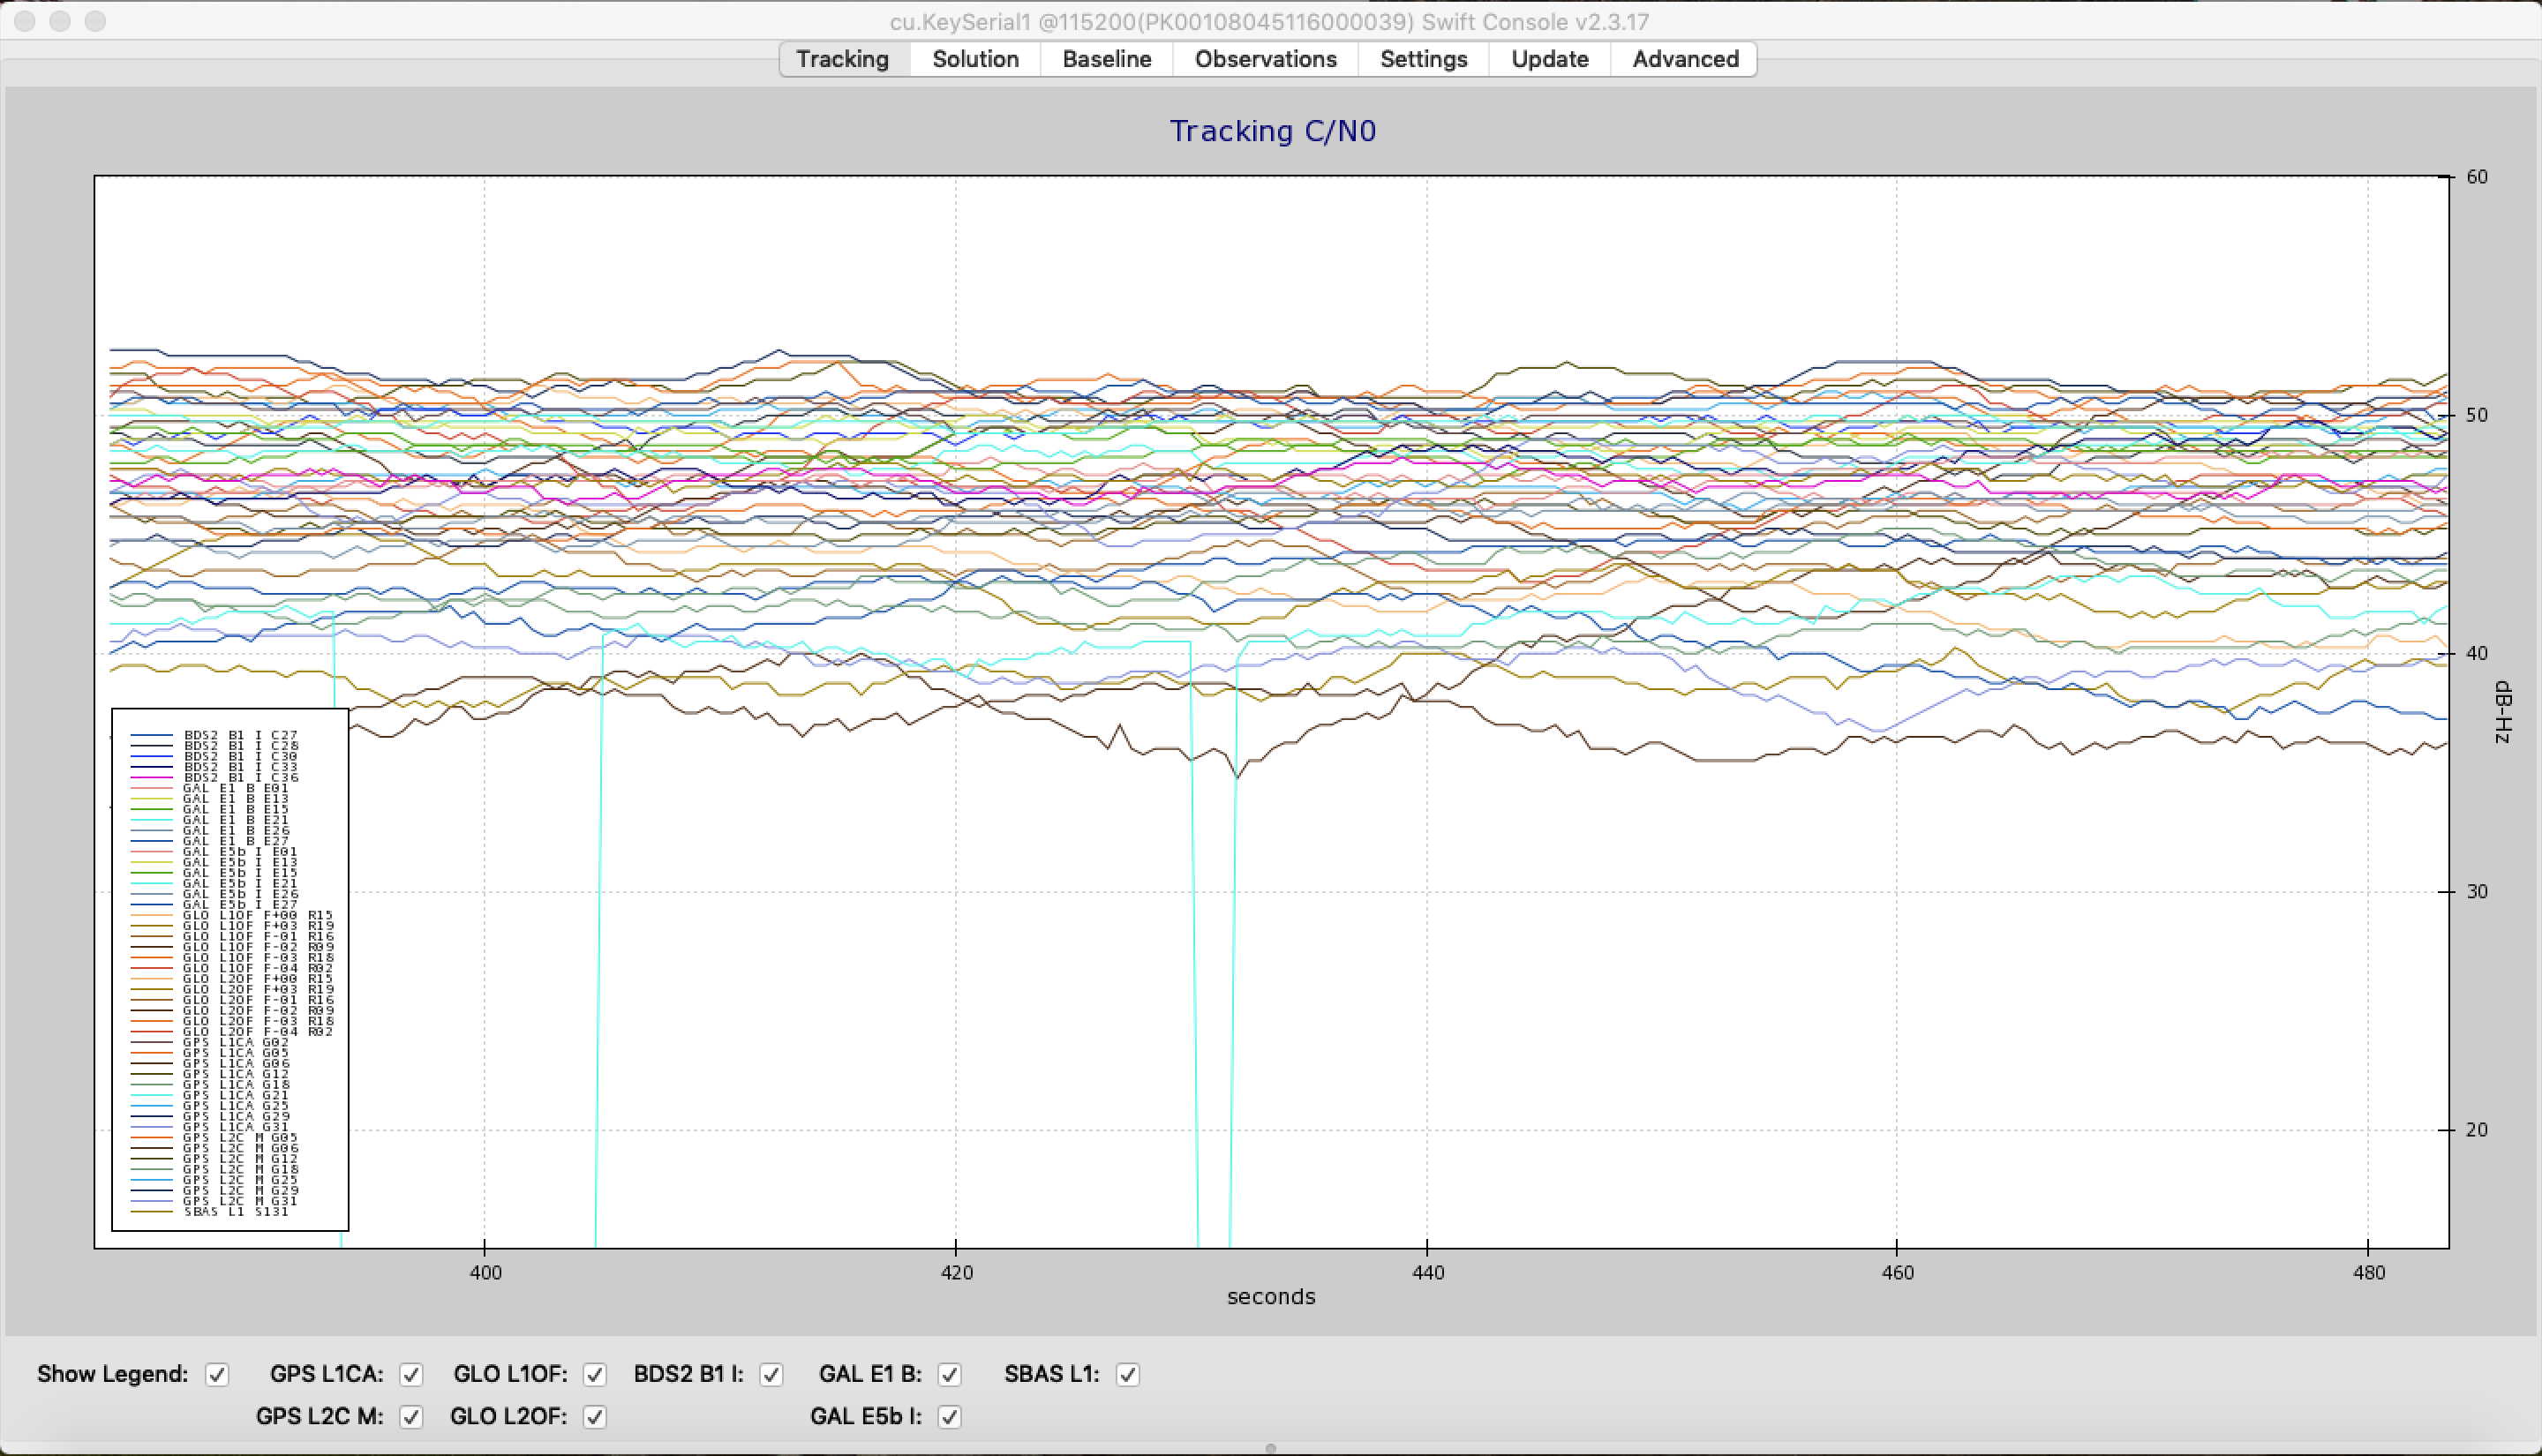 cu.KeySerial1 @115200(PK00108045116000039) Swift Console v2.3.17
Tracking Solution Baseline Observations Settings Update Advanced
Tracking C/N0
60
50
40
30
20
dB-Hz
BDS2 B1 I C27
BDS2 B1 I C28
BDS2 B1 I C30
BDS2 B1 I C33
BDS2 B1 I C36
GAL E1 B E01
GAL E1 B E13
GAL E1 B E15
GAL E1 B E21
GAL E1 B E26
GAL E1 B E27
GAL E5b I E01
GAL E5b I E13
GAL E5b I E15
GAL E5b I E21
GAL E5b I E26
GAL E5b I E27
GLO L1OF F+00 R15
GLO L1OF F+03 R19
GLO L1OF F-01 R16
GLO L1OF F-02 R09
GLO L1OF F-03 R18
GLO L1OF F-04 R02
GLO L2OF F+00 R15
GLO L2OF F+03 R19
GLO L2OF F-01 R16
GLO L2OF F-02 R09
GLO L2OF F-03 R18
GLO L2OF F-04 R02
GPS L1CA G02
GPS L1CA G05
GPS L1CA G06
GPS L1CA G12
GPS L1CA G18
GPS L1CA G21
GPS L1CA G25
GPS L1CA G29
GPS L1CA G31
GPS L2C M G05
GPS L2C M G06
GPS L2C M G12
GPS L2C M G18
GPS L2C M G25
GPS L2C M G29
GPS L2C M G31
SBAS L1 S131
400 420 440 460 480
seconds
Show Legend: GPS L1CA: GLO L1OF: BDS2 B1 I: GAL E1 B: SBAS L1:
GPS L2C M: GLO L2OF: GAL E5b I: